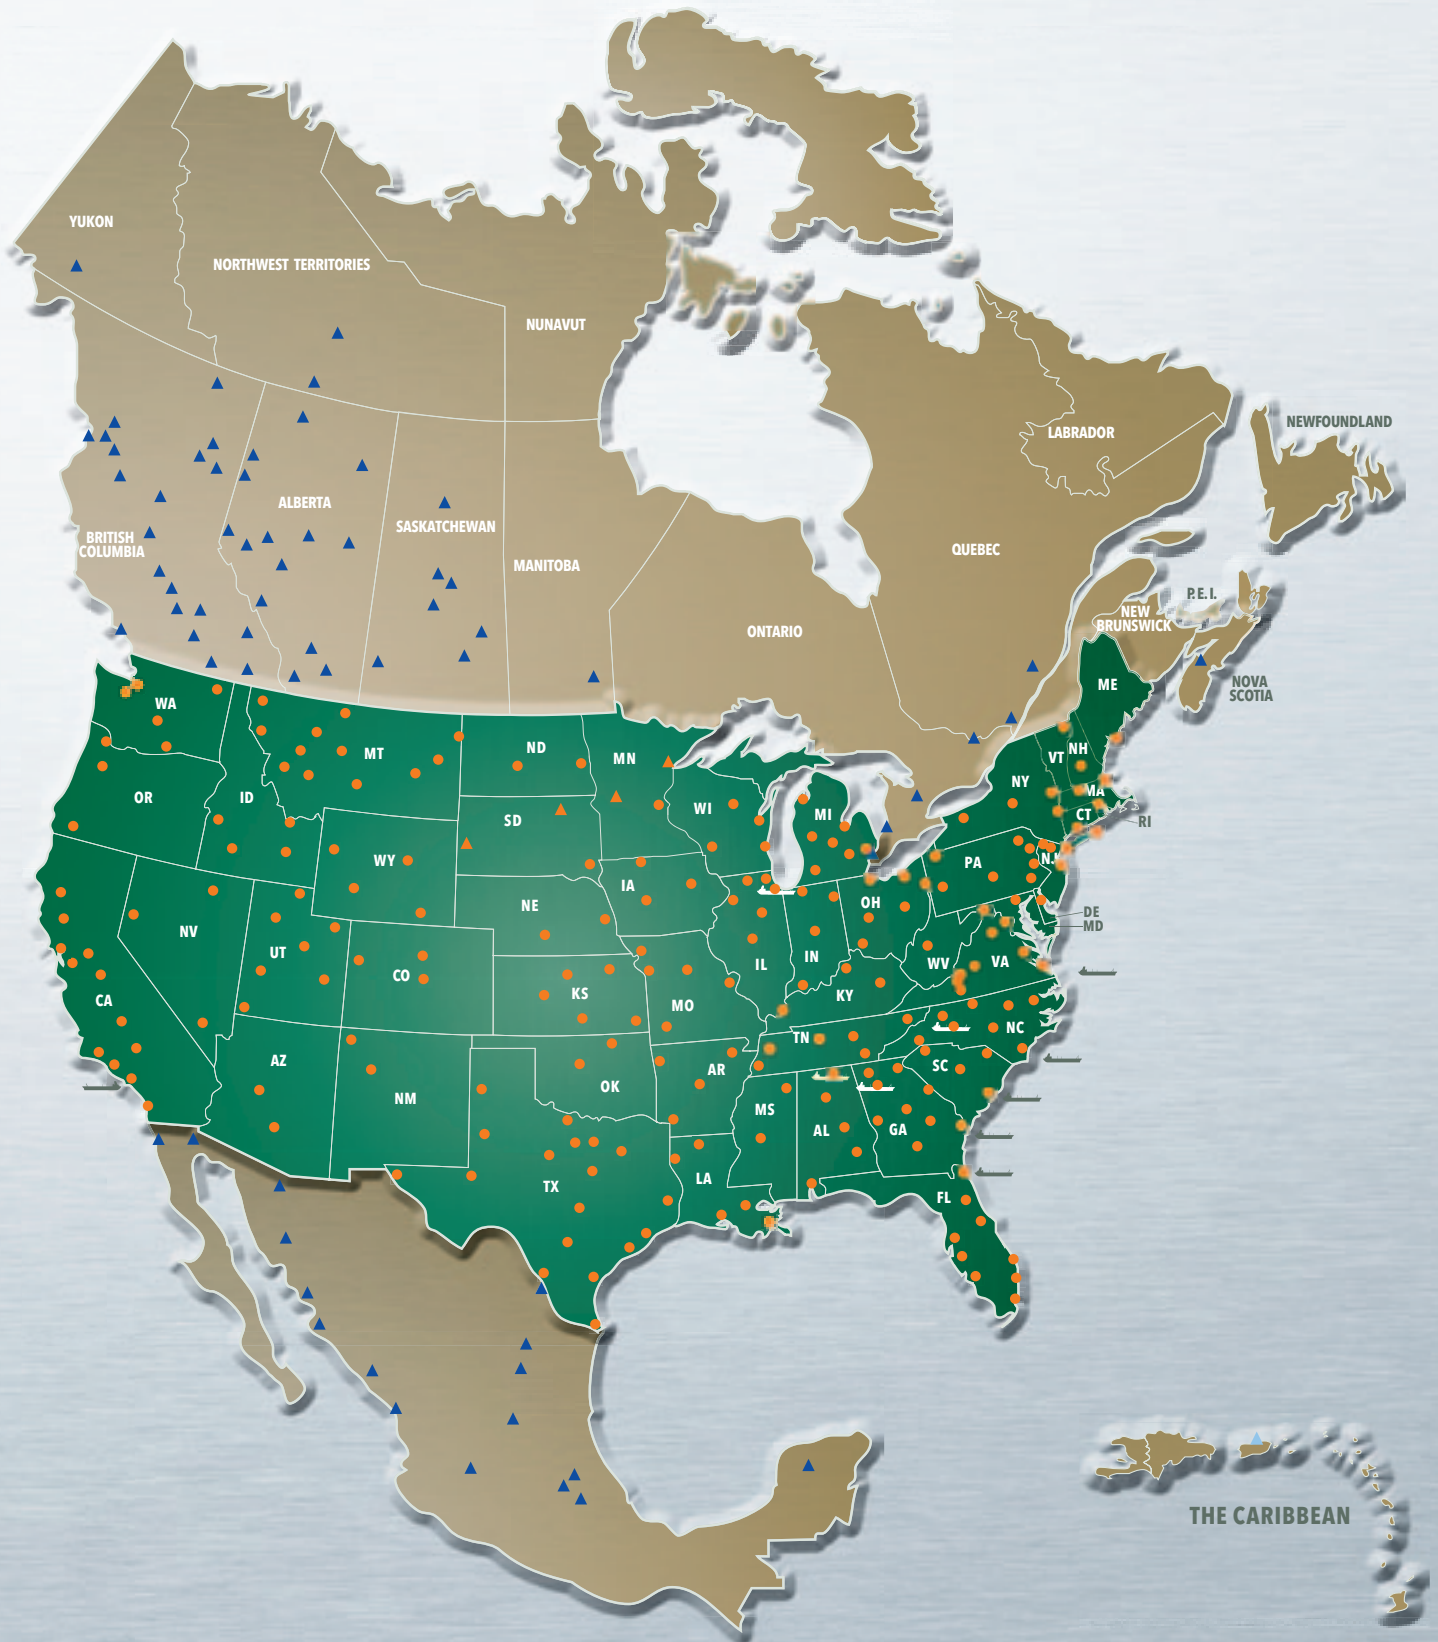 YUKON
NORTHWEST TERRITORIES
NUNAVUT
NEWFOUNDLAND
LABRADOR
ALBERTA
SASKATCHEWAN
BRITISH
COLUMBIA
QUEBEC
MANITOBA
P.E.I.
NEW
BRUNSWICK
ONTARIO
NOVA
SCOTIA
ME
WA
ND
MT
MN
VT
NH
NY
OR
ID
MA
WI
MI
CT
RI
SD
WY
PA
N.J
IA
OH
NE
DE
MD
NV
UT
CO
IL
IN
WV
VA
CA
KS
KY
MO
NC
TN
AZ
SC
AR
OK
NM
MS
AL
GA
LA
TX
FL
THE CARIBBEAN